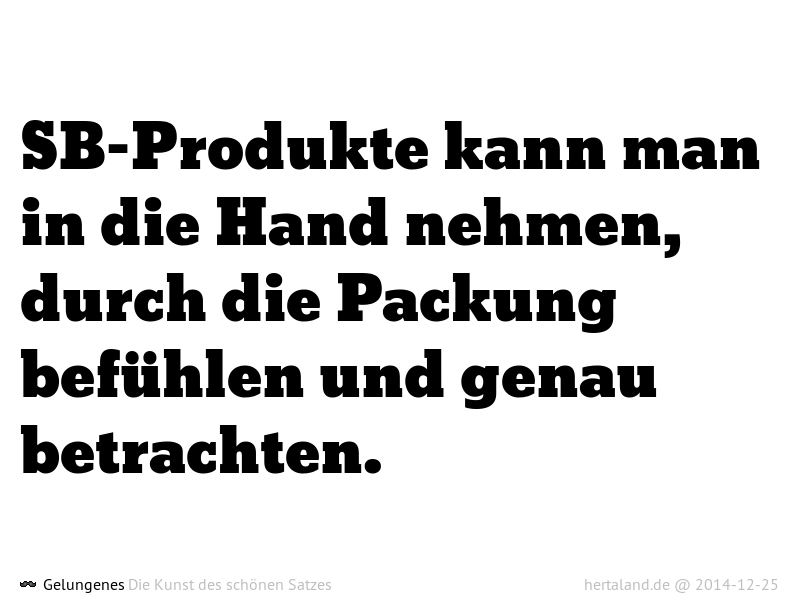 SB-Produkte kann man
in die Hand nehmen,
durch die Packung
befühlen und genau
betrachten.
Gelungenes Die Kunst des schönen Satzes
hertaland.de @ 2014-12-25